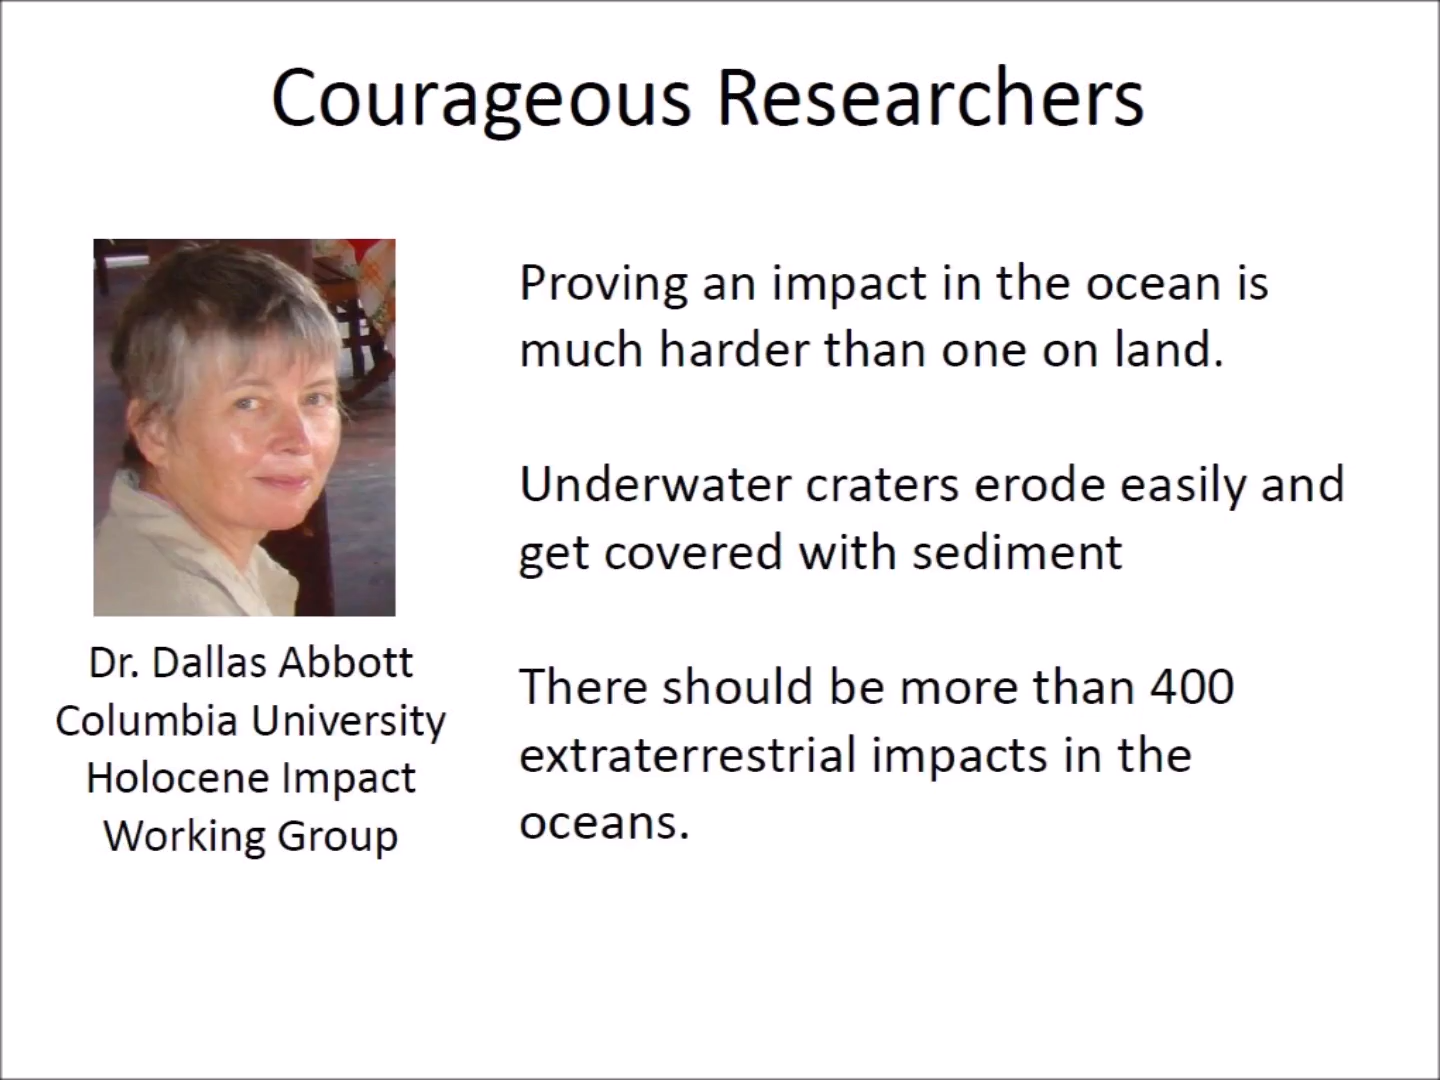 Courageous Researchers
Proving an impact in the ocean is
much harder than one on land.
Underwater craters erode easily and
get covered with sediment
There should be more than 400
extraterrestrial impacts in the
oceans.
Dr. Dallas Abbott
Columbia University
Holocene Impact
Working Group